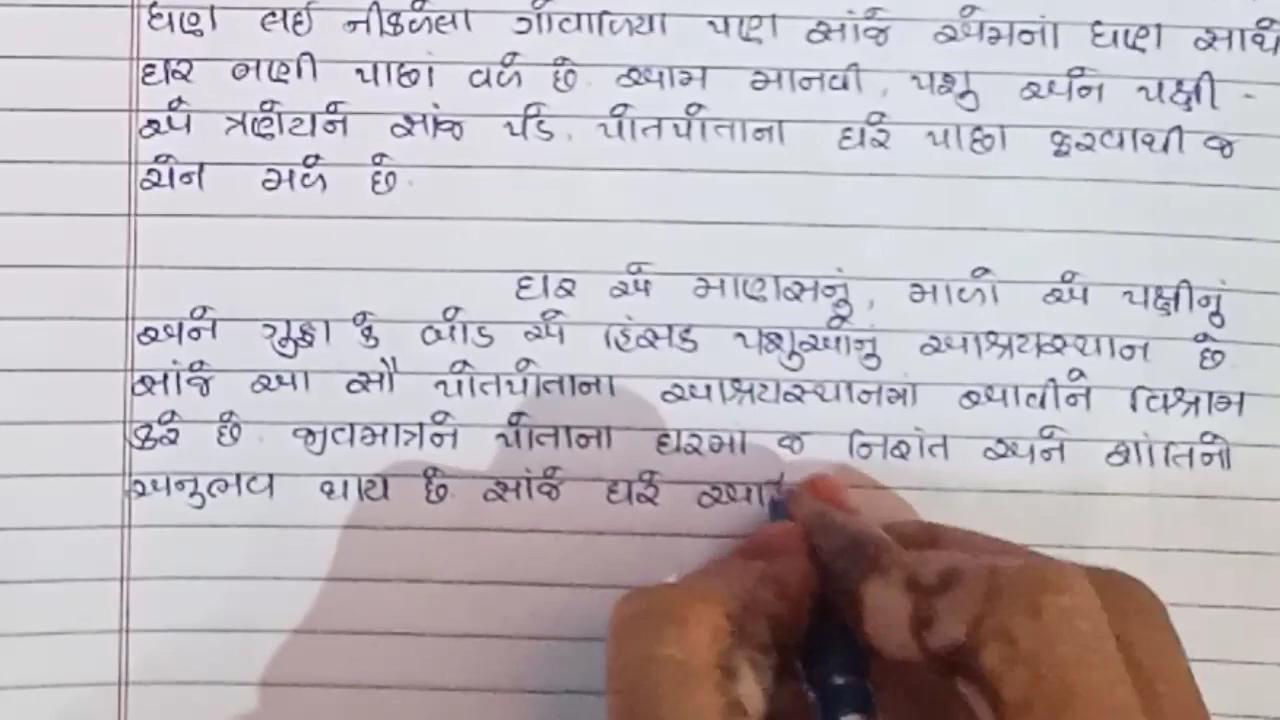 ધણ લઈ નીકળેલા ગોવાળિયા પણ સાંજે એમનાં ધણ સાથે
ઘર ભણી પાછાં વળે છે. આમ માનવી, પશુ અને પક્ષી -
એ ત્રણેયને સાંજ પડે. પોતપોતાના ઘરે પાછા ફરવાથી જ
ચેન મળે છે.
ઘર એ માણસનું, માળો એ પક્ષીનું
અને ગુફા કે બોડ એ હિંસક પશુઓનું આશ્રયસ્થાન છે.
સાંજે આ સૌ પોતપોતાના આશ્રયસ્થાનમાં આવીને વિશ્રામ
કરે છે. જીવમાત્રને પોતાના ઘરમાં જ નિરાંત અને શાંતિનો
અનુભવ થાય છે. સાંજે ઘરે